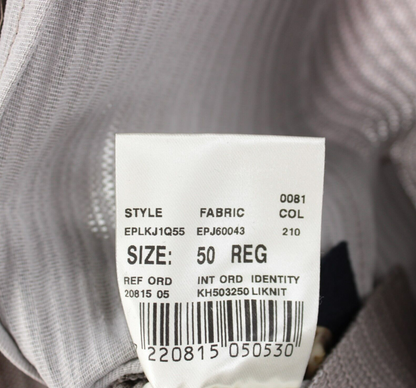 0081
STYLE FABRIC COL
EPLKJ1Q55 EPJ60043 210
SIZE: 50 REG
REF ORD INT ORD IDENTITY
20815 05 KH503250 LIKNIT
220815 050530